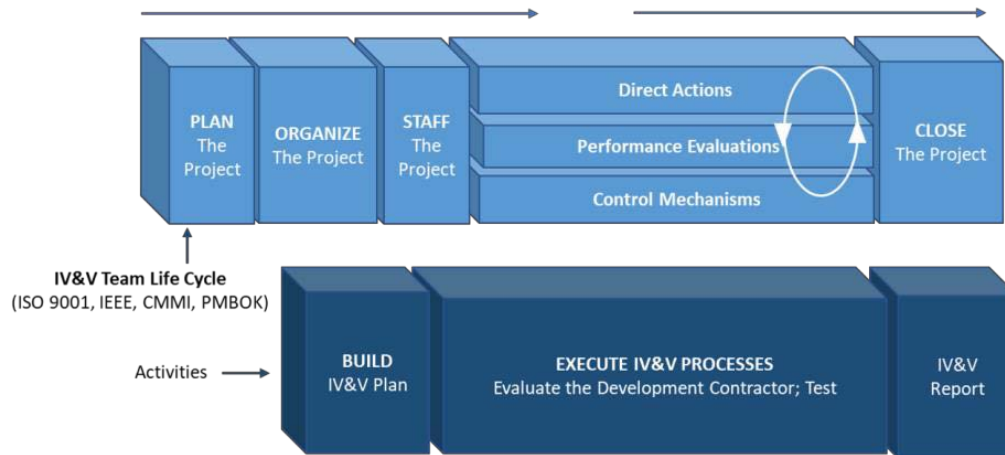 PLAN
The
Project
ORGANIZE
The Project
STAFF
The
Project
Direct Actions
Performance Evaluations
Control Mechanisms
CLOSE
The Project
IV&V Team Life Cycle
(ISO 9001, IEEE, CMMI, PMBOK)
Activities
BUILD
IV&V Plan
EXECUTE IV&V PROCESSES
Evaluate the Development Contractor; Test
IV&V
Report